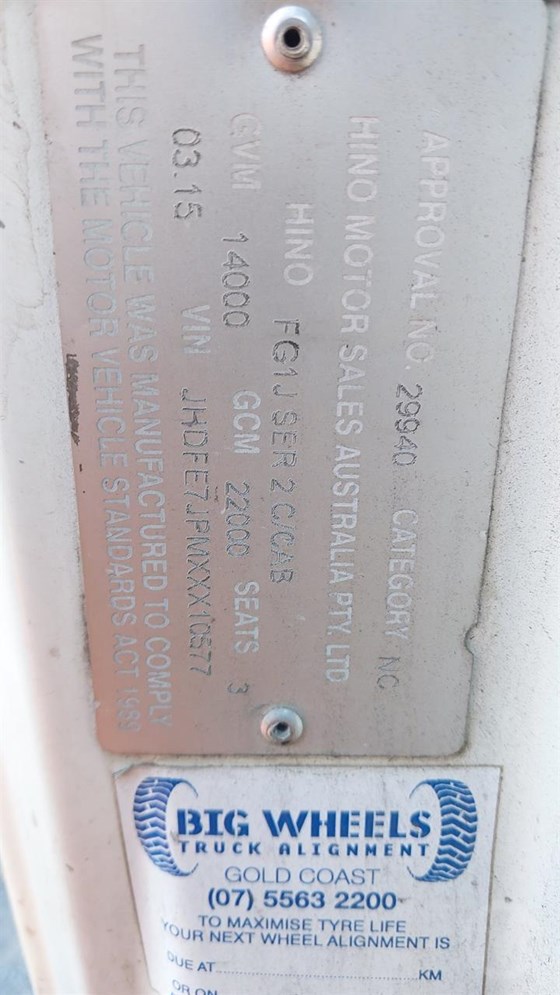 APPROVAL NO. 29940 CATEGORY NC
HINO MOTOR SALES AUSTRALIA PTY. LTD
HINO FG1J SER 2 C/CAB
GVM 14000 GCM 22000 SEATS 3
03.15 VIN JHDFE7JPMXXX10577
THIS VEHICLE WAS MANUFACTURED TO COMPLY
WITH THE MOTOR VEHICLE STANDARDS ACT 1989
BIG WHEELS
TRUCK ALIGNMENT
GOLD COAST
(07) 5563 2200
TO MAXIMISE TYRE LIFE
YOUR NEXT WHEEL ALIGNMENT IS
DUE AT KM
OR ON